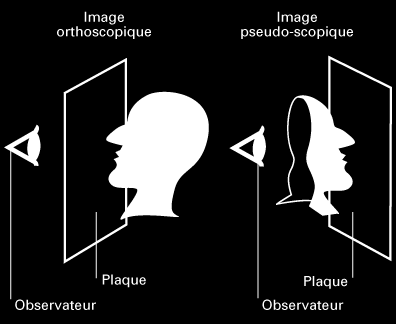 Image
orthoscopique
Image
pseudo-scopique
Plaque
Observateur
Plaque
Observateur